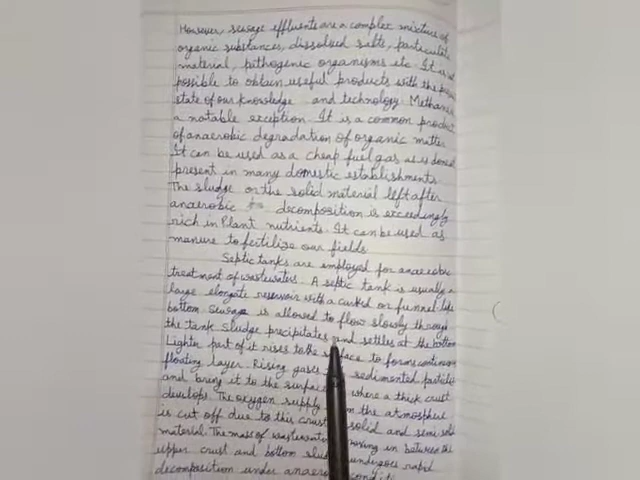 However, sewage effluents are a complex mixture of
organic substances, dissolved salts, particulate
material, pathogenic organisms etc. It is
possible to obtain useful products with the
state of our knowledge and technology. Methane
a notable exception. It is a common product
of anaerobic degradation of organic matter
It can be used as a cheap fuel gas as is done
present in many domestic establishments.
The sludge or the solid material left after
anaerobic decomposition is exceedingly
rich in Plant nutrients. It can be used as
manure to fertilize our fields.
Septic tanks are employed for anaerobic
treatment of wastewaters. A septic tank is usually a
large elongate reservoir with a or funnel like
bottom. Sewage is allowed to flow slowly through
the tank Sludge precipitates and settles at the bottom
Lighter part of it rises to the surface to form
floating layer. Rising gases sedimented particles
and bring it to the surface where a thick crust
develops. The oxygen supply the atmosphere
is cut off due to this crust solid and semi solid
material. The mass of wastewater in between the
upper crust and bottom undergoes rapid
decomposition under